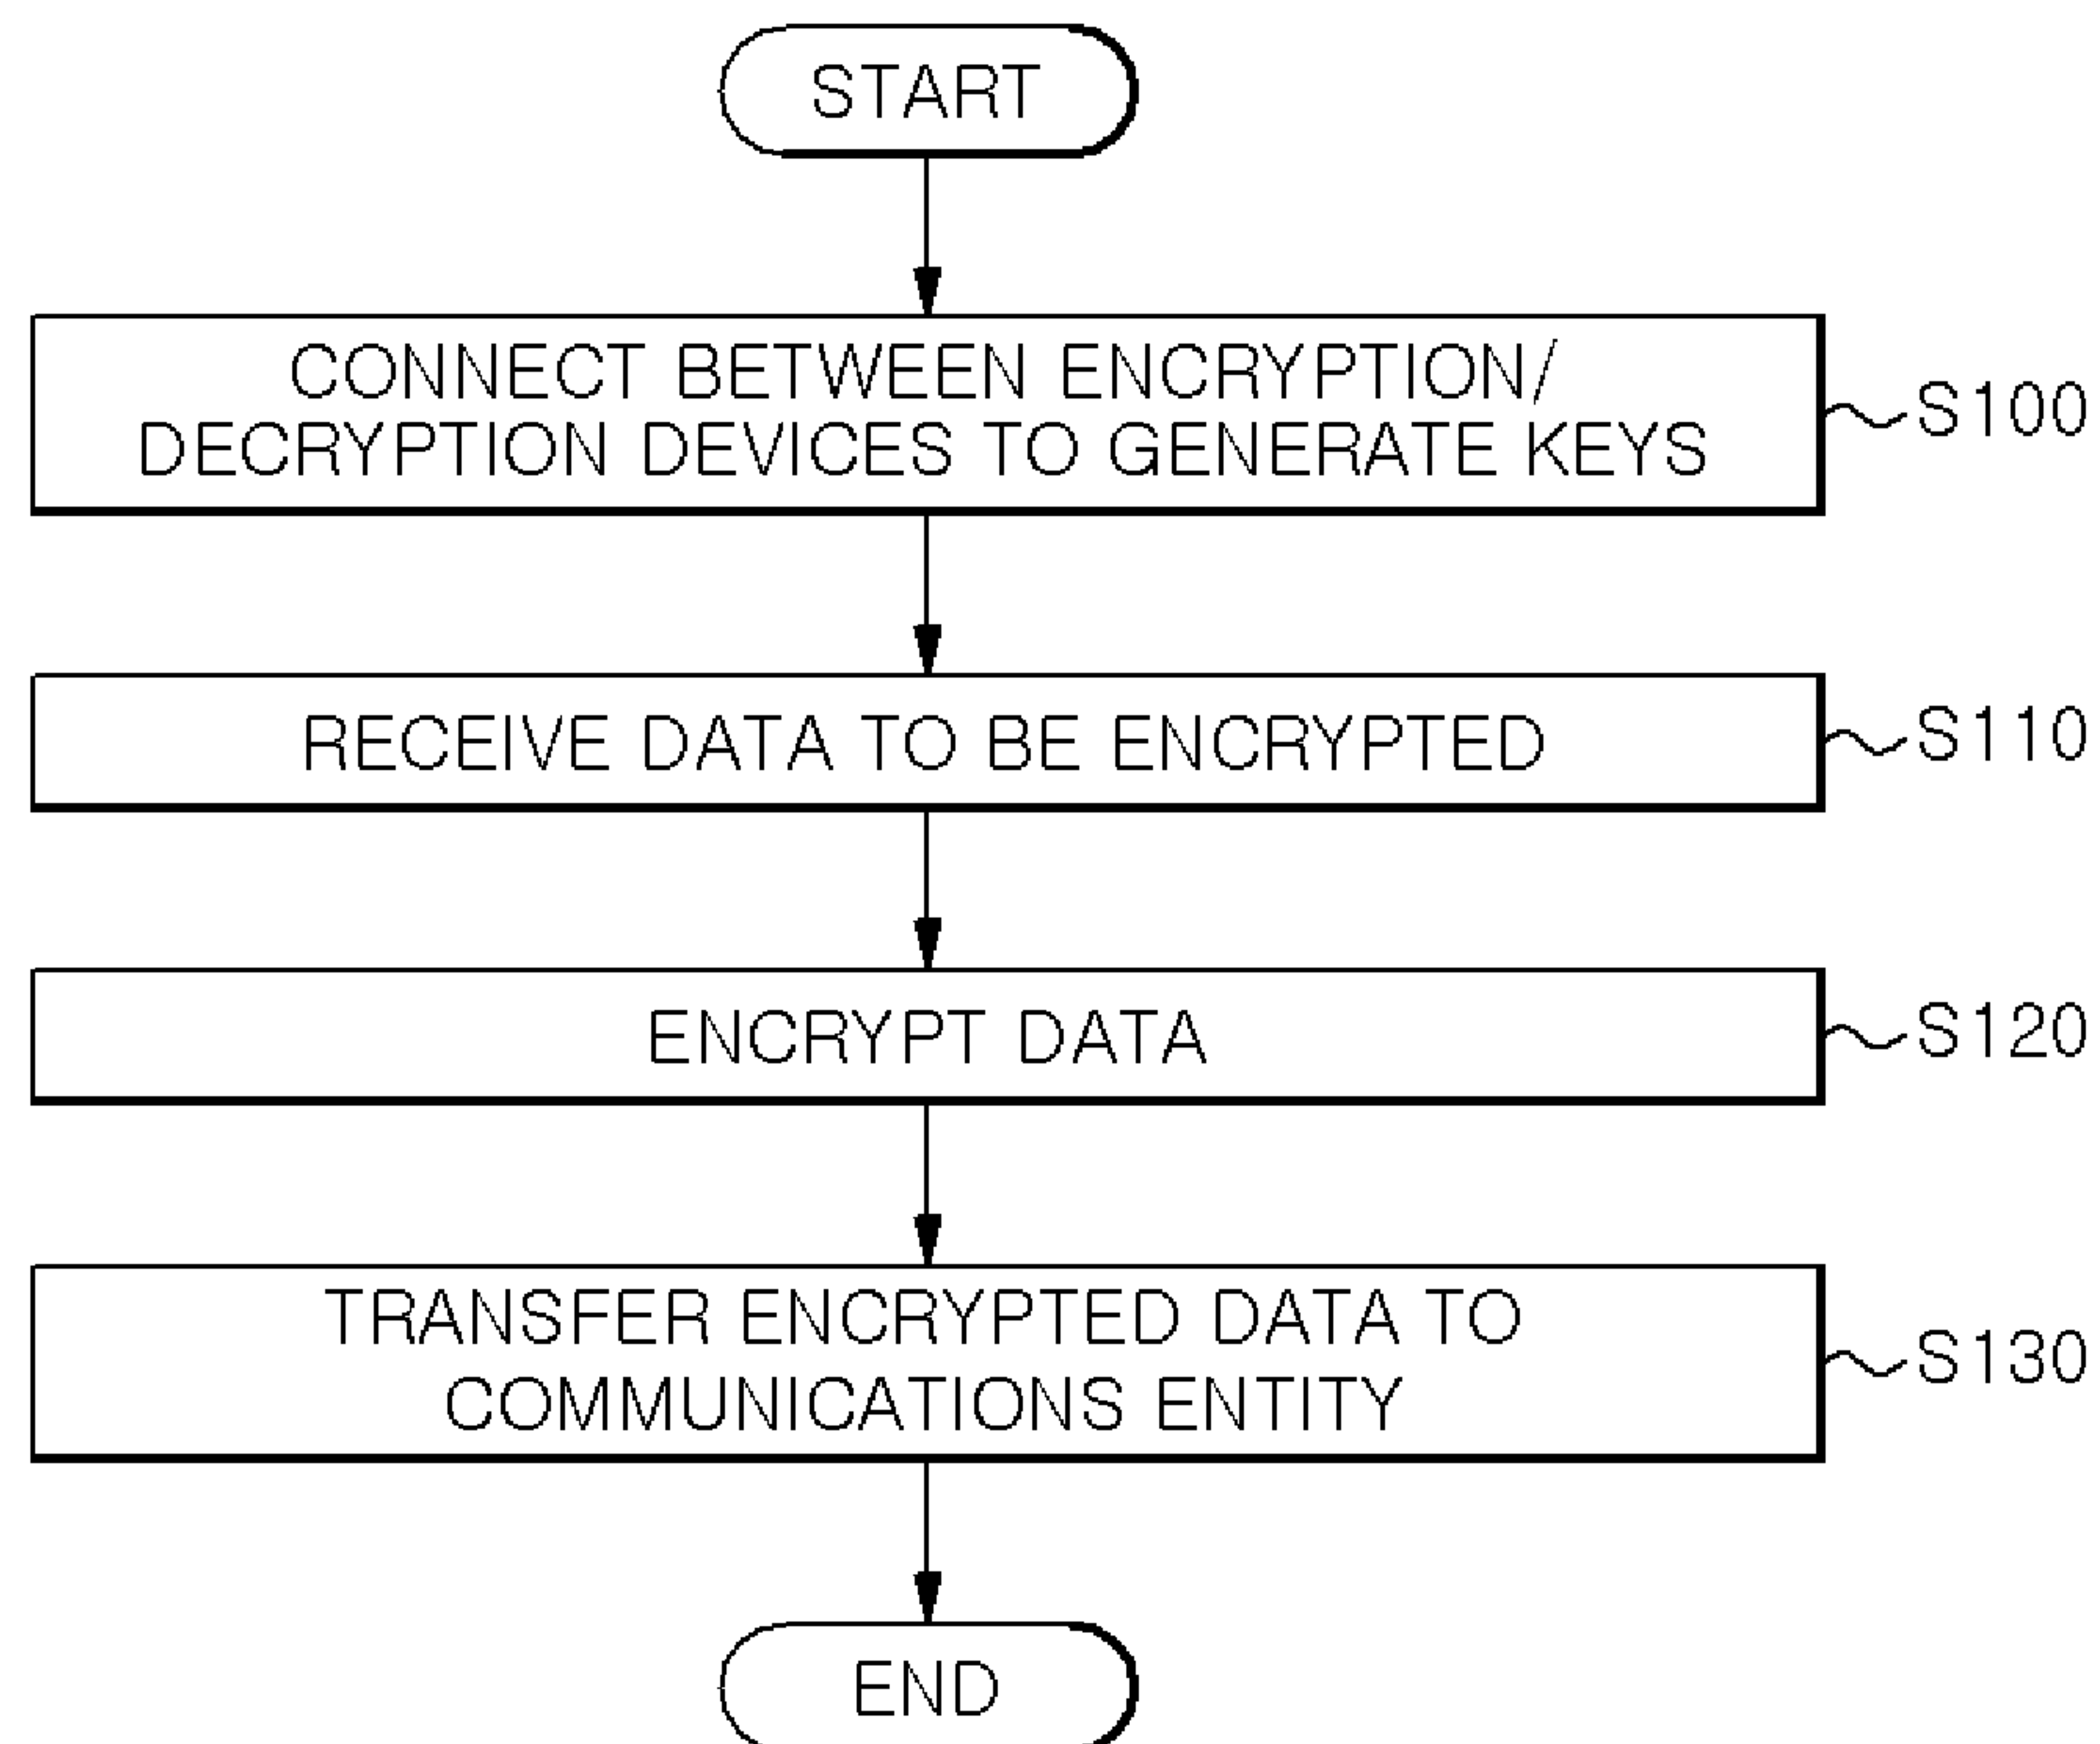 START
CONNECT BETWEEN ENCRYPTION/
DECRYPTION DEVICES TO GENERATE KEYS
S100
RECEIVE DATA TO BE ENCRYPTED
S110
ENCRYPT DATA
S120
TRANSFER ENCRYPTED DATA TO
COMMUNICATIONS ENTITY
S130
END